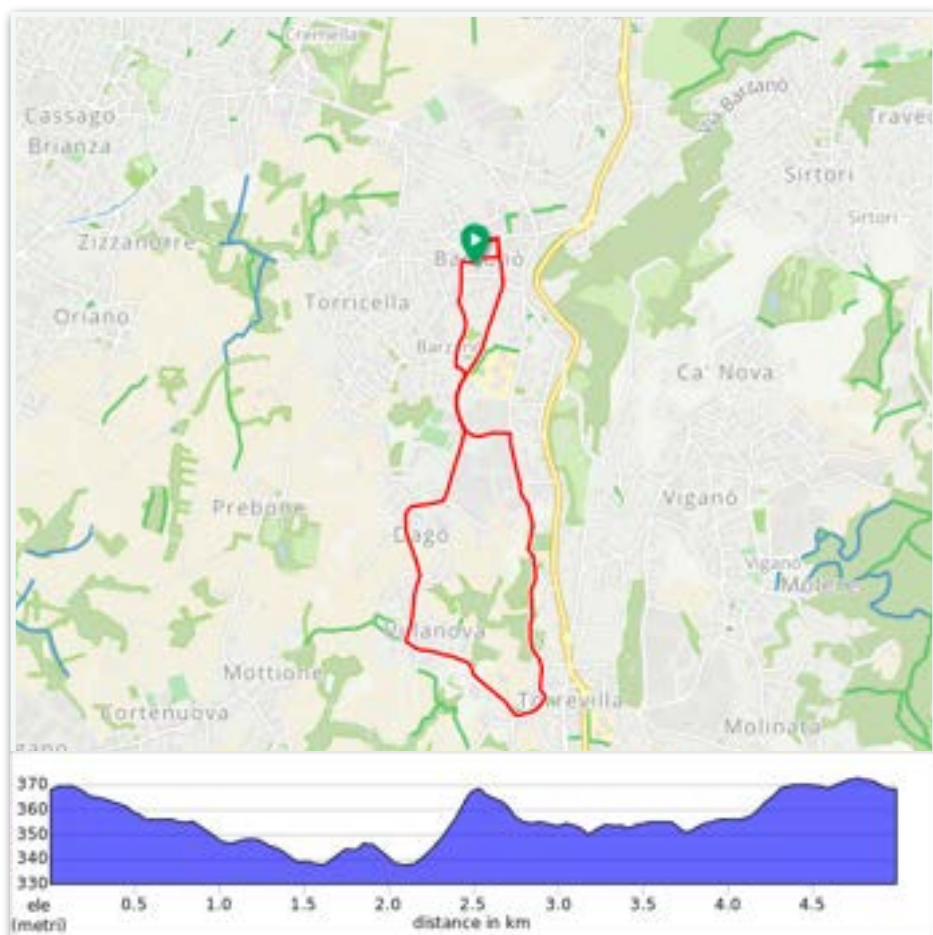 Cremella
Cassago
Brianza
Via Barzanò
Sirtori
Sirtori
Zizzanorre
Torricella
Oriano
Ca' Nova
Prebone
Viganò
Dagò
Viganò
Villanova
Mottione
Torrevilla
Cortenuova
Molinata
370
360
350
340
330
ele
(metri)
0.5 1.0 1.5 2.0 2.5 3.0 3.5 4.0 4.5
distance in km